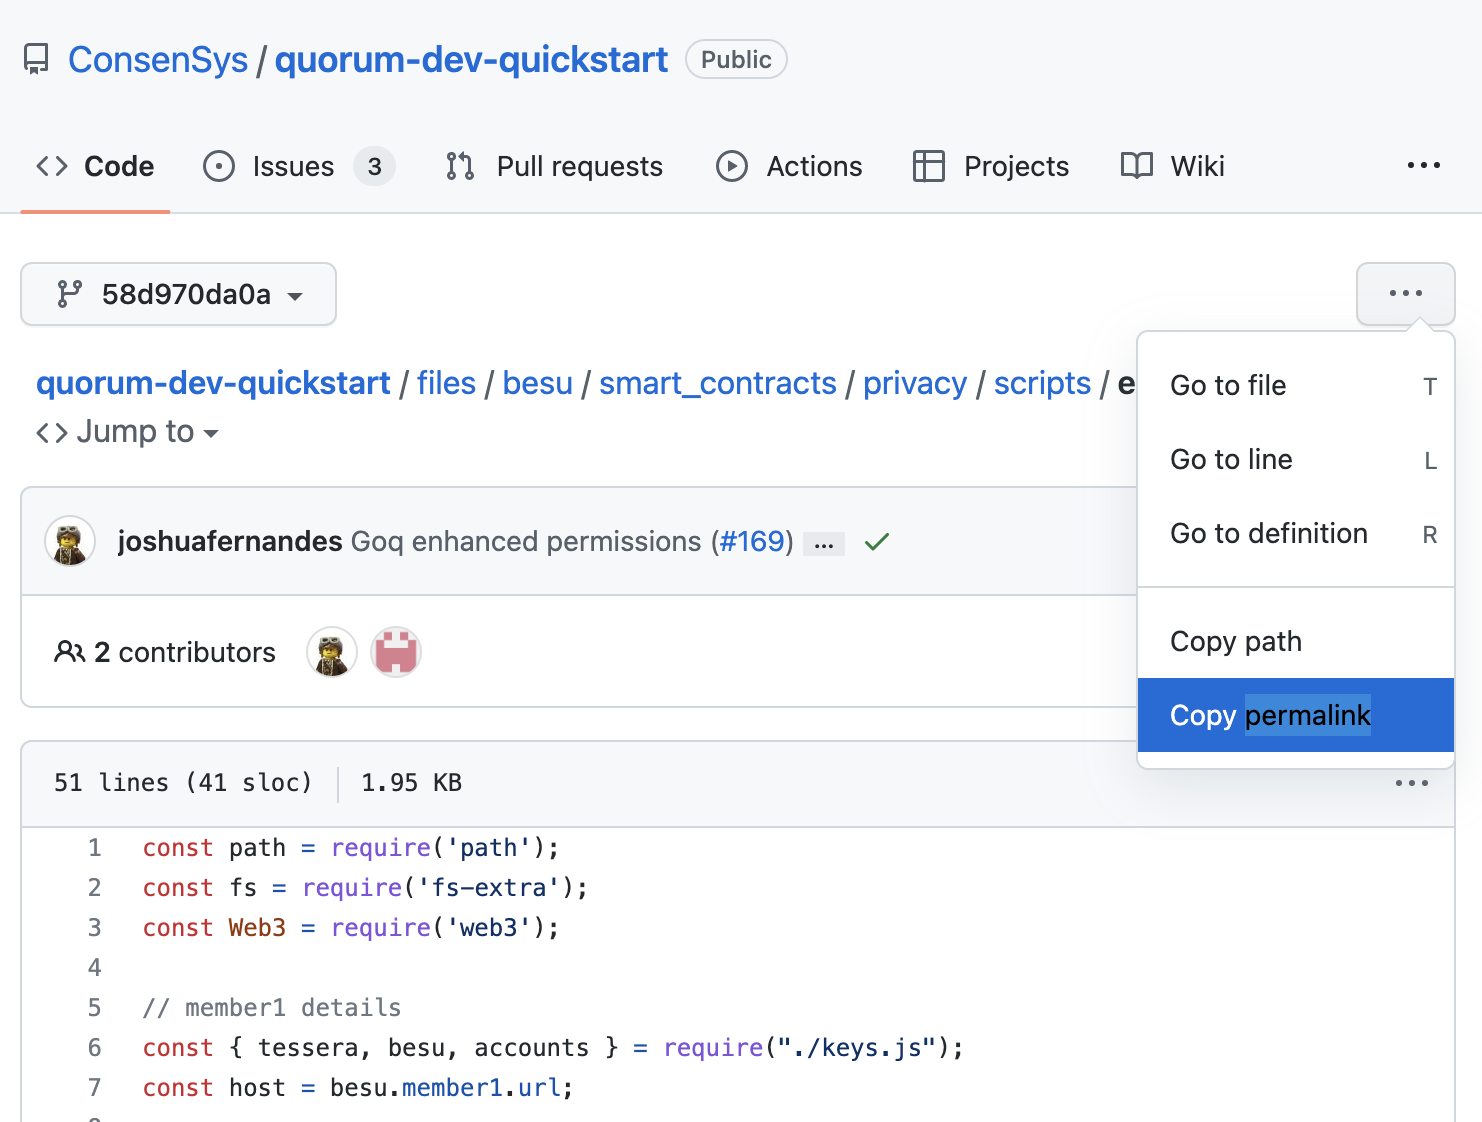 ConsenSys / quorum-dev-quickstart Public
Code Issues 3 Pull requests Actions Projects Wiki ...
58d970da0a ...
quorum-dev-quickstart / files / besu / smart_contracts / privacy / scripts / e
<> Jump to
joshuafernandes Goq enhanced permissions (#169) ...
2 contributors
Go to file T
Go to line L
Go to definition R
Copy path
Copy permalink
51 lines (41 sloc) 1.95 KB ...
1 const path = require('path');
2 const fs = require('fs-extra');
3 const Web3 = require('web3');
4
5 // member1 details
6 const { tessera, besu, accounts } = require("./keys.js");
7 const host = besu.member1.url;